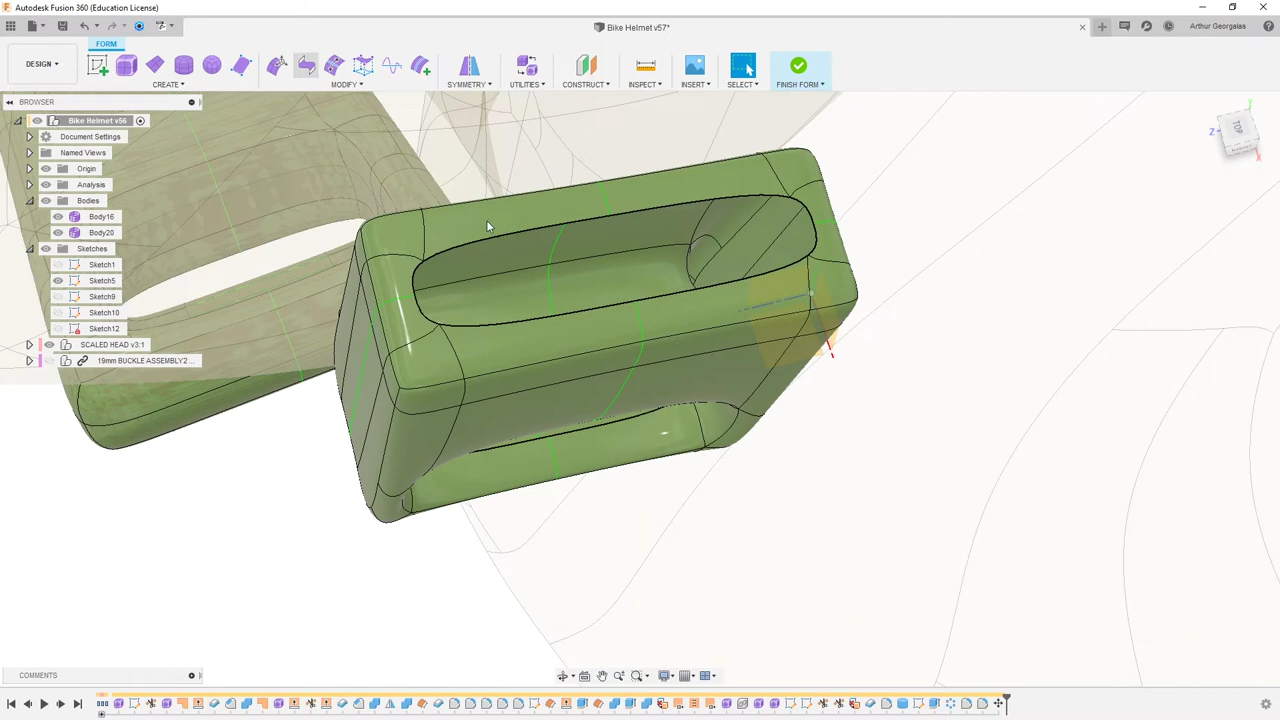 Autodesk Fusion 360 (Education License)
Bike Helmet v57*
Arthur Georgalas
DESIGN
FORM
CREATE
MODIFY
SYMMETRY
UTILITIES
CONSTRUCT
INSPECT
INSERT
SELECT
FINISH FORM
BROWSER
Bike Helmet v56
Document Settings
Named Views
Origin
Analysis
Bodies
Body16
Body20
Sketches
Sketch1
Sketch5
Sketch9
Sketch10
Sketch12
SCALED HEAD v3:1
19mm BUCKLE ASSEMBLY2...
TOP
Z
X
Y
COMMENTS